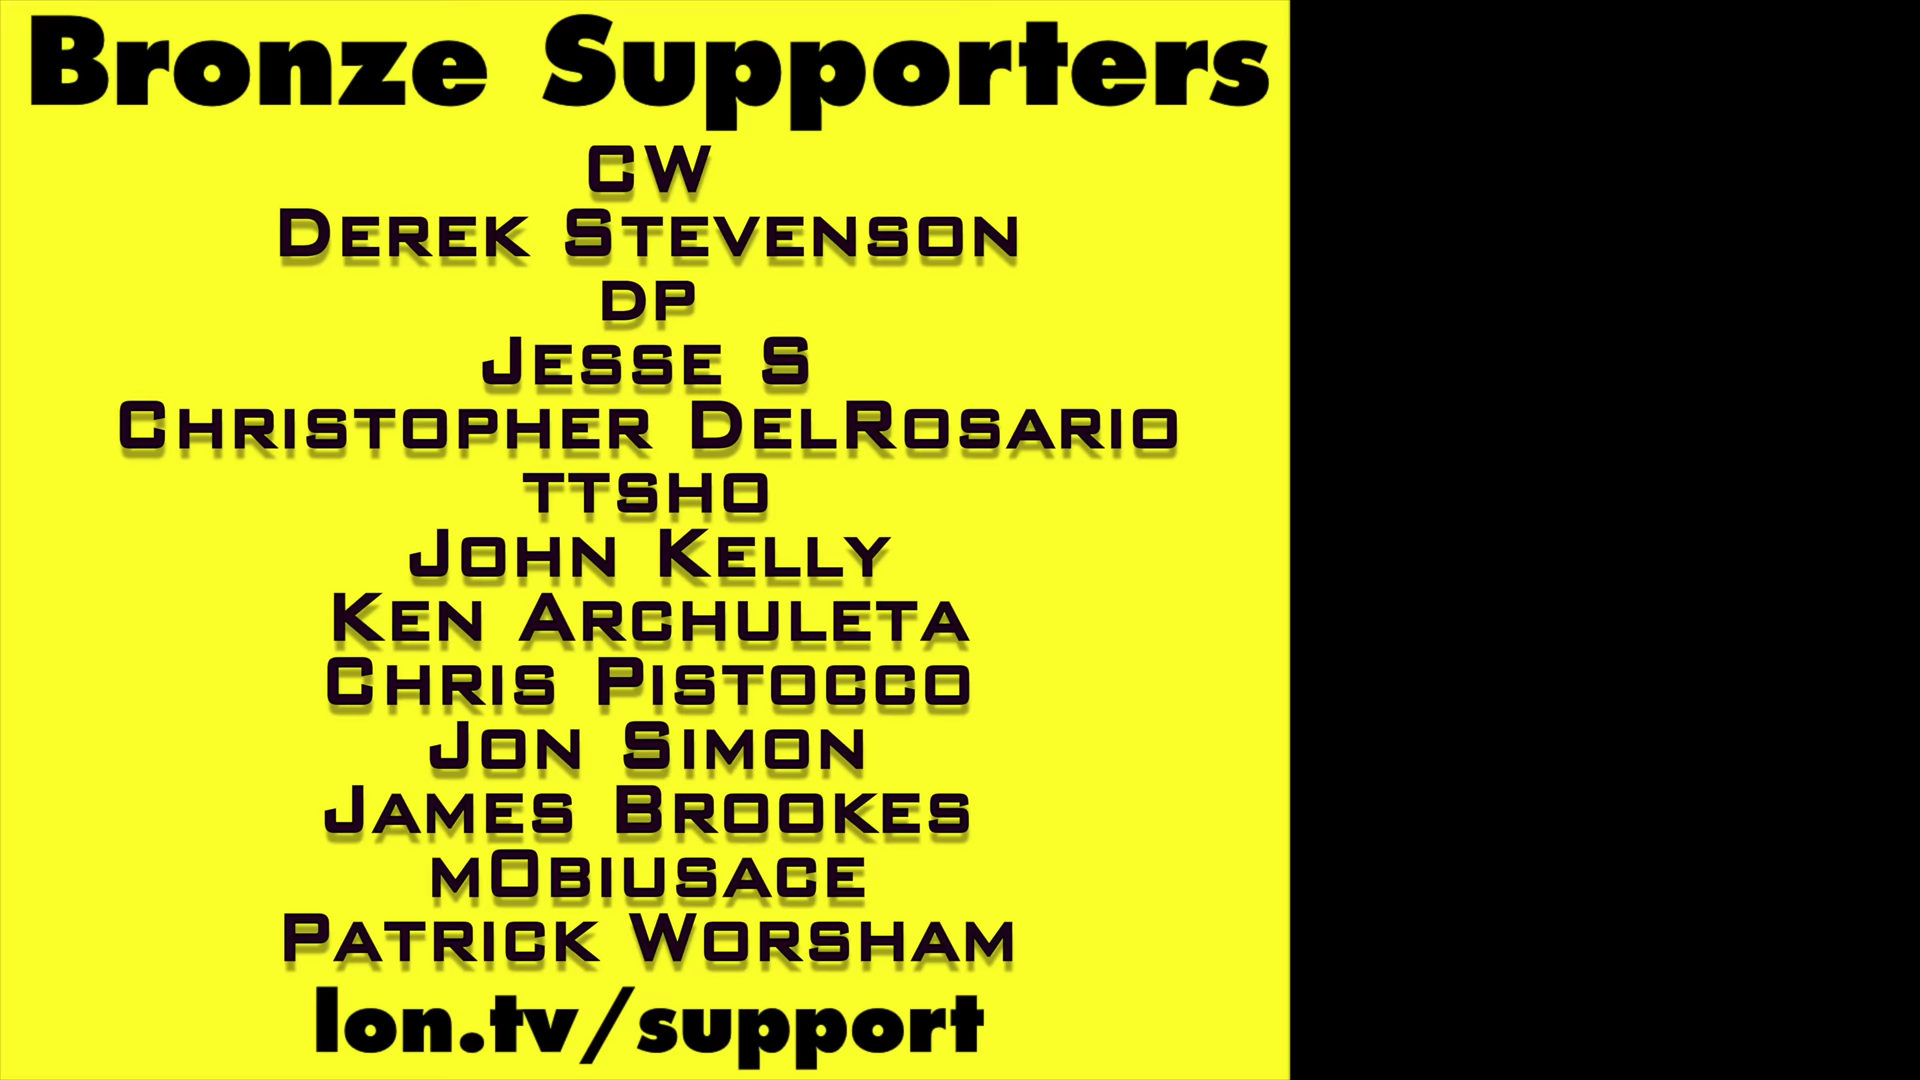 Bronze Supporters
CW
Derek Stevenson
dp
Jesse S
Christopher DelRosario
ttsho
John Kelly
Ken Archuleta
Chris Pistocco
Jon Simon
James Brookes
m0biusace
Patrick Worsham
lon.tv/support